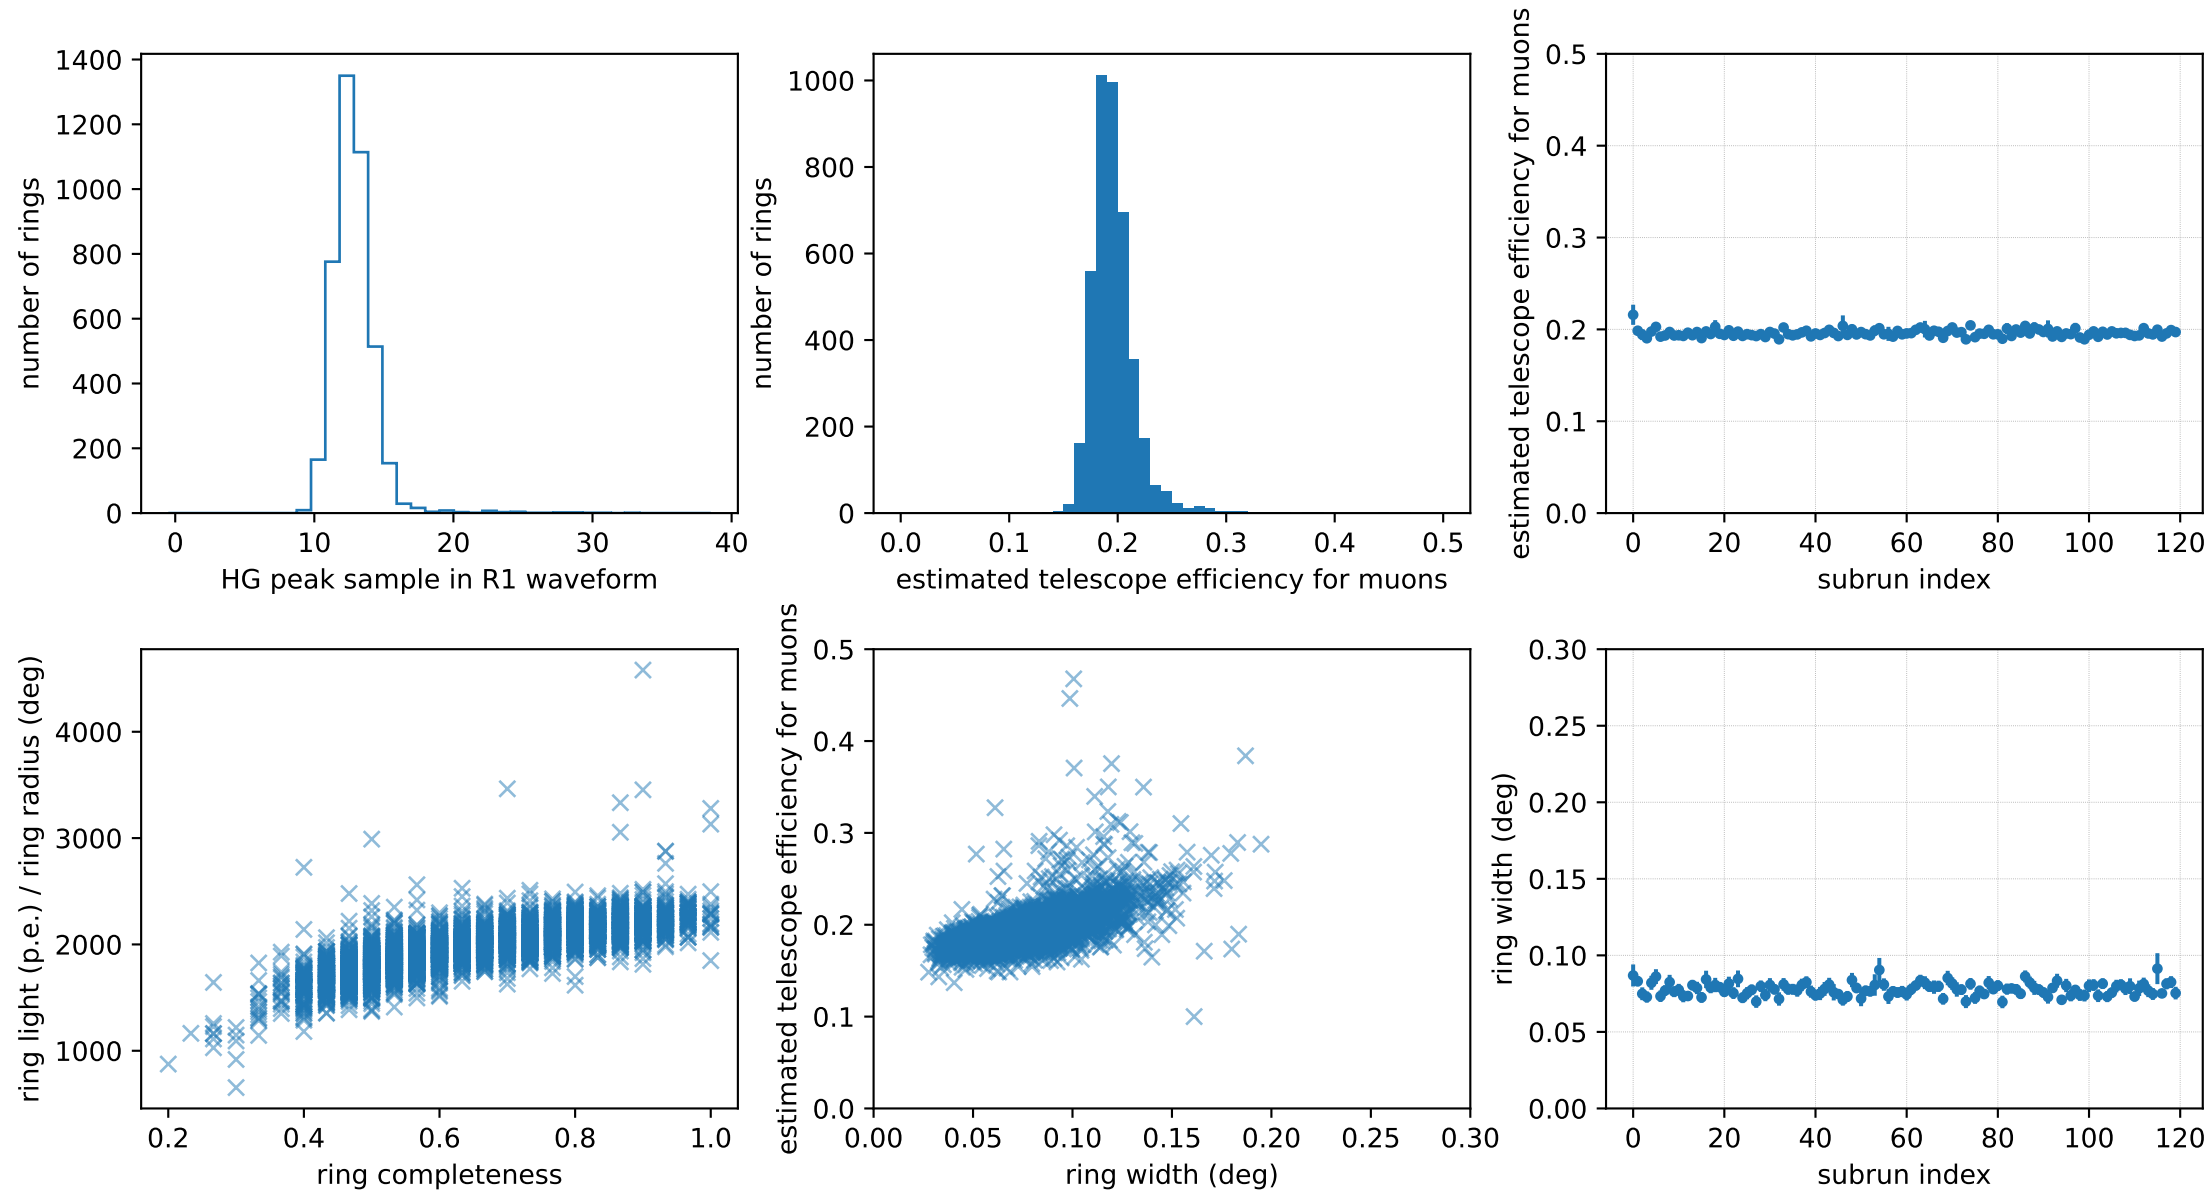 1400
1200
1000
800
600
400
200
0
number of rings
0 10 20 30 40
HG peak sample in R1 waveform
1000
800
600
400
200
0
number of rings
0.0 0.1 0.2 0.3 0.4 0.5
estimated telescope efficiency for muons
0.5
0.4
0.3
0.2
0.1
0.0
estimated telescope efficiency for muons
0 20 40 60 80 100 120
subrun index
4000
3000
2000
1000
ring light (p.e.) / ring radius (deg)
0.2 0.4 0.6 0.8 1.0
ring completeness
0.5
0.4
0.3
0.2
0.1
0.0
estimated telescope efficiency for muons
0.00 0.05 0.10 0.15 0.20 0.25 0.30
ring width (deg)
0.30
0.25
0.20
0.15
0.10
0.05
0.00
ring width (deg)
0 20 40 60 80 100 120
subrun index